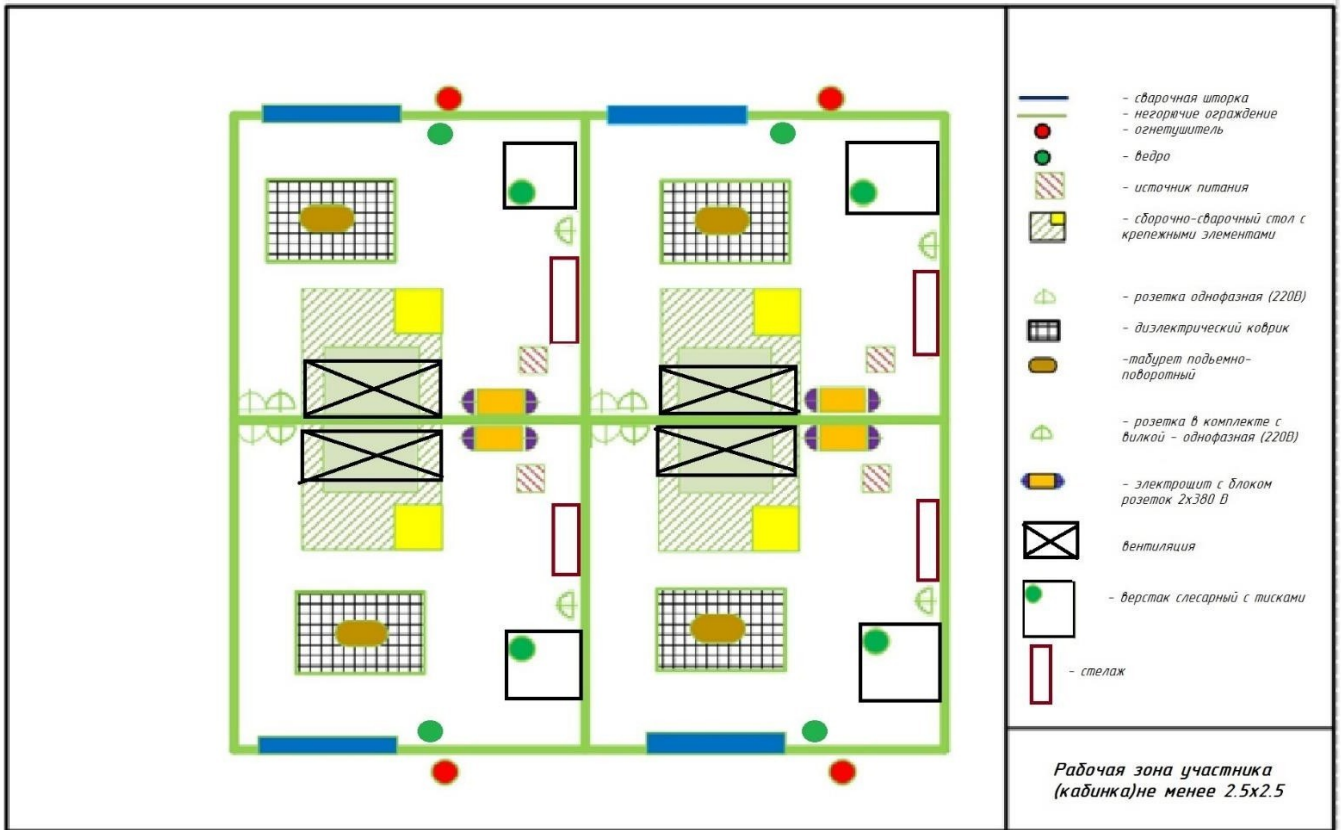 - сварочная шторка
- негорючие ограждение
- огнетушитель
- ведро
- источник питания
- сборочно-сварочный стол с
крепежными элементами
- розетка однофазная (220В)
- диэлектрический коврик
-табурет подьемно-
поворотный
- розетка в комплекте с
вилкой - однофазная (220В)
- электрощит с блоком
розеток 2х380 В
вентиляция
- верстак слесарный с тисками
- стелаж
Рабочая зона участника
(кабинка)не менее 2.5х2.5